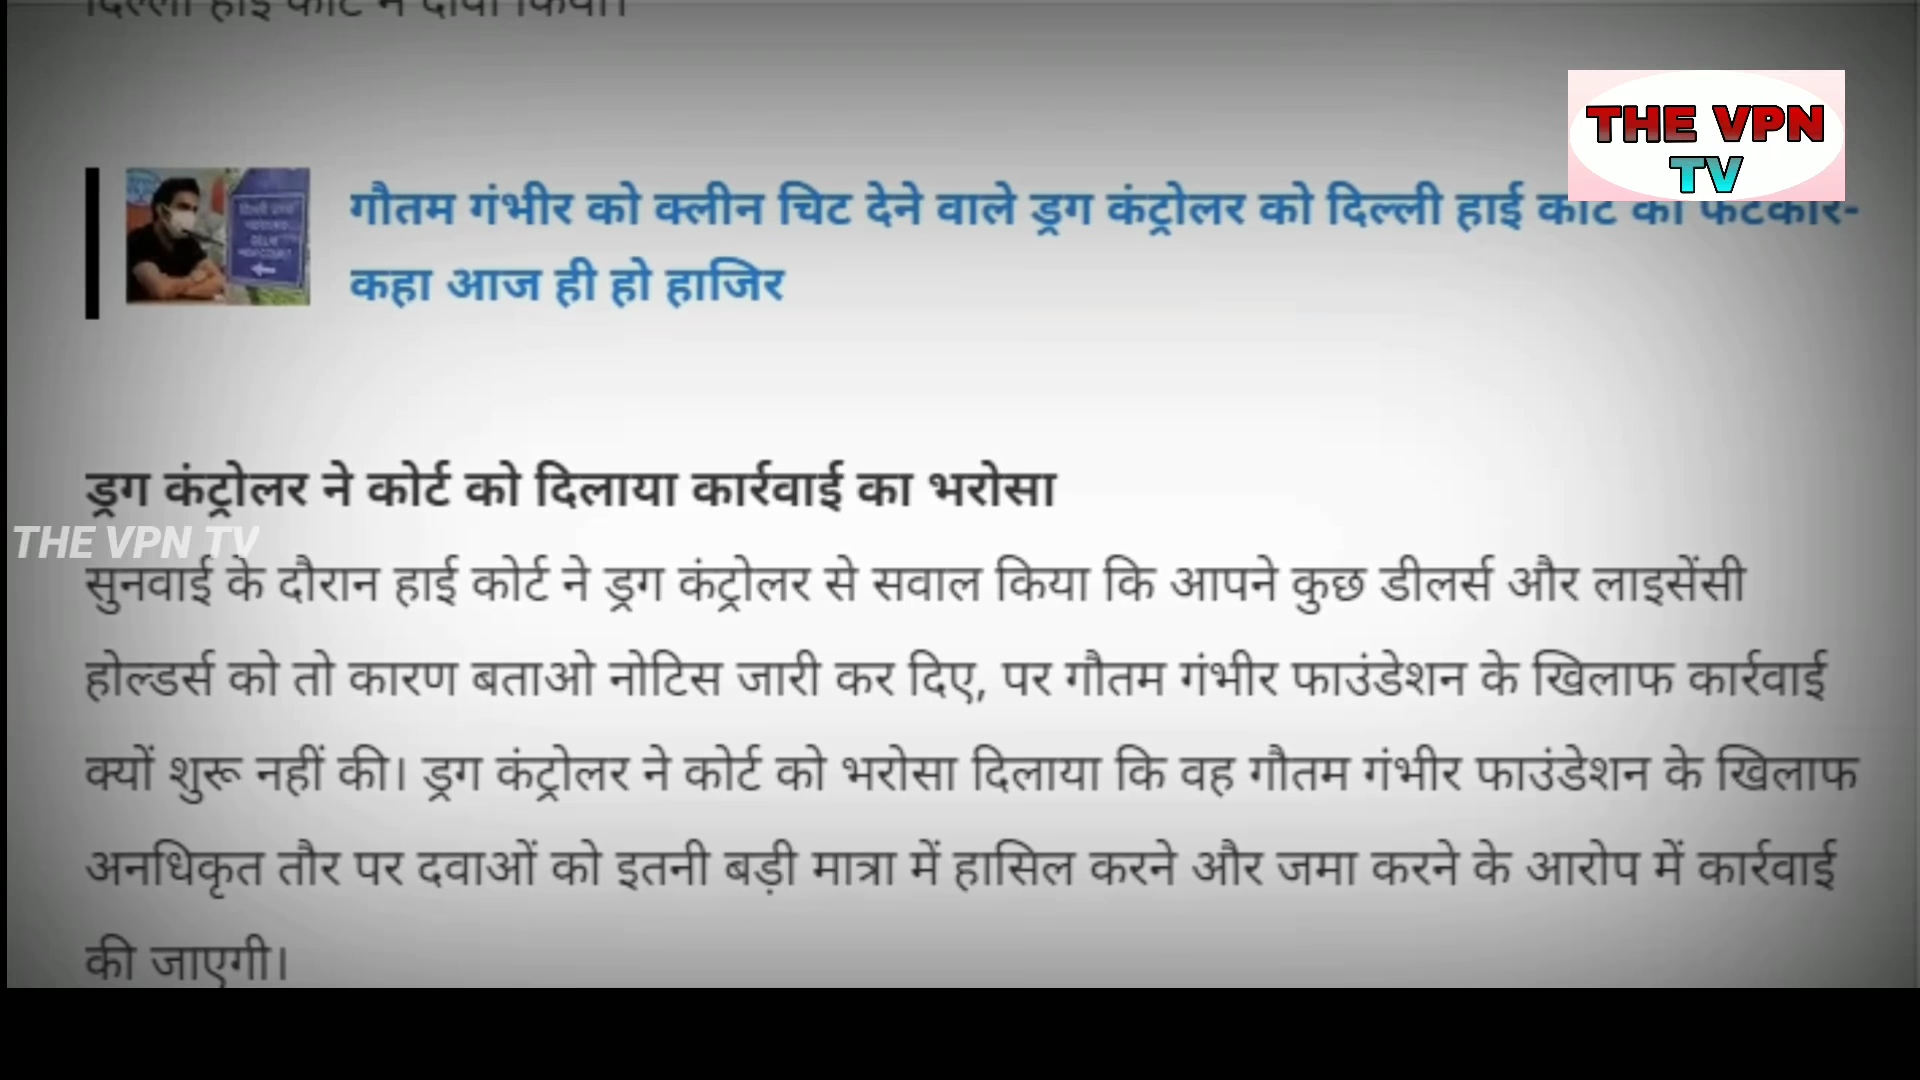 दिल्ली हाई कोर्ट ने दावा किया।
THE VPN
TV
गौतम गंभीर को क्लीन चिट देने वाले ड्रग कंट्रोलर को दिल्ली हाई कोर्ट की फटकार-
कहा आज ही हो हाजिर
ड्रग कंट्रोलर ने कोर्ट को दिलाया कार्रवाई का भरोसा
THE VPN TV
सुनवाई के दौरान हाई कोर्ट ने ड्रग कंट्रोलर से सवाल किया कि आपने कुछ डीलर्स और लाइसेंसी
होल्डर्स को तो कारण बताओ नोटिस जारी कर दिए, पर गौतम गंभीर फाउंडेशन के खिलाफ कार्रवाई
क्यों शुरू नहीं की। ड्रग कंट्रोलर ने कोर्ट को भरोसा दिलाया कि वह गौतम गंभीर फाउंडेशन के खिलाफ
अनधिकृत तौर पर दवाओं को इतनी बड़ी मात्रा में हासिल करने और जमा करने के आरोप में कार्रवाई
की जाएगी।